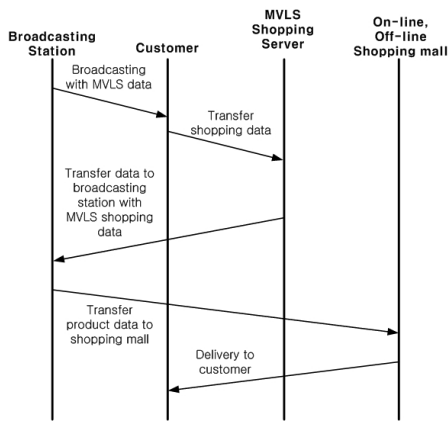 Broadcasting
Station
Customer
MVLS
Shopping
Server
On-line,
Off-line
Shopping mall
Broadcasting
with MVLS data
Transfer
shopping data
Transfer data to
broadcasting
station with
MVLS shopping
data
Transfer
product data to
shopping mall
Delivery to
customer